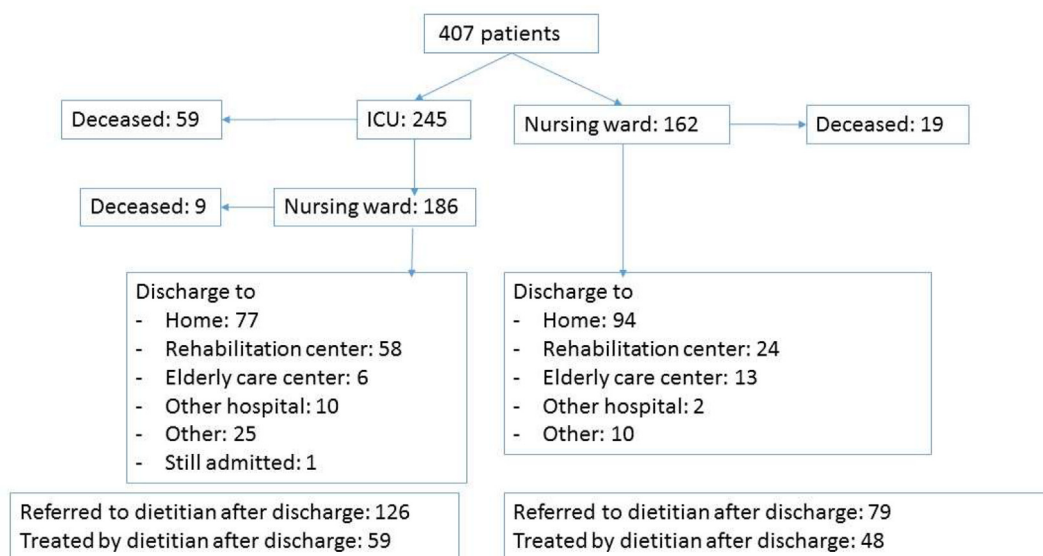 407 patients
Deceased: 59
ICU: 245
Nursing ward: 162
Deceased: 19
Deceased: 9
Nursing ward: 186
Discharge to
- Home: 77
- Rehabilitation center: 58
- Elderly care center: 6
- Other hospital: 10
- Other: 25
- Still admitted: 1
Discharge to
- Home: 94
- Rehabilitation center: 24
- Elderly care center: 13
- Other hospital: 2
- Other: 10
Referred to dietitian after discharge: 126
Treated by dietitian after discharge: 59
Referred to dietitian after discharge: 79
Treated by dietitian after discharge: 48